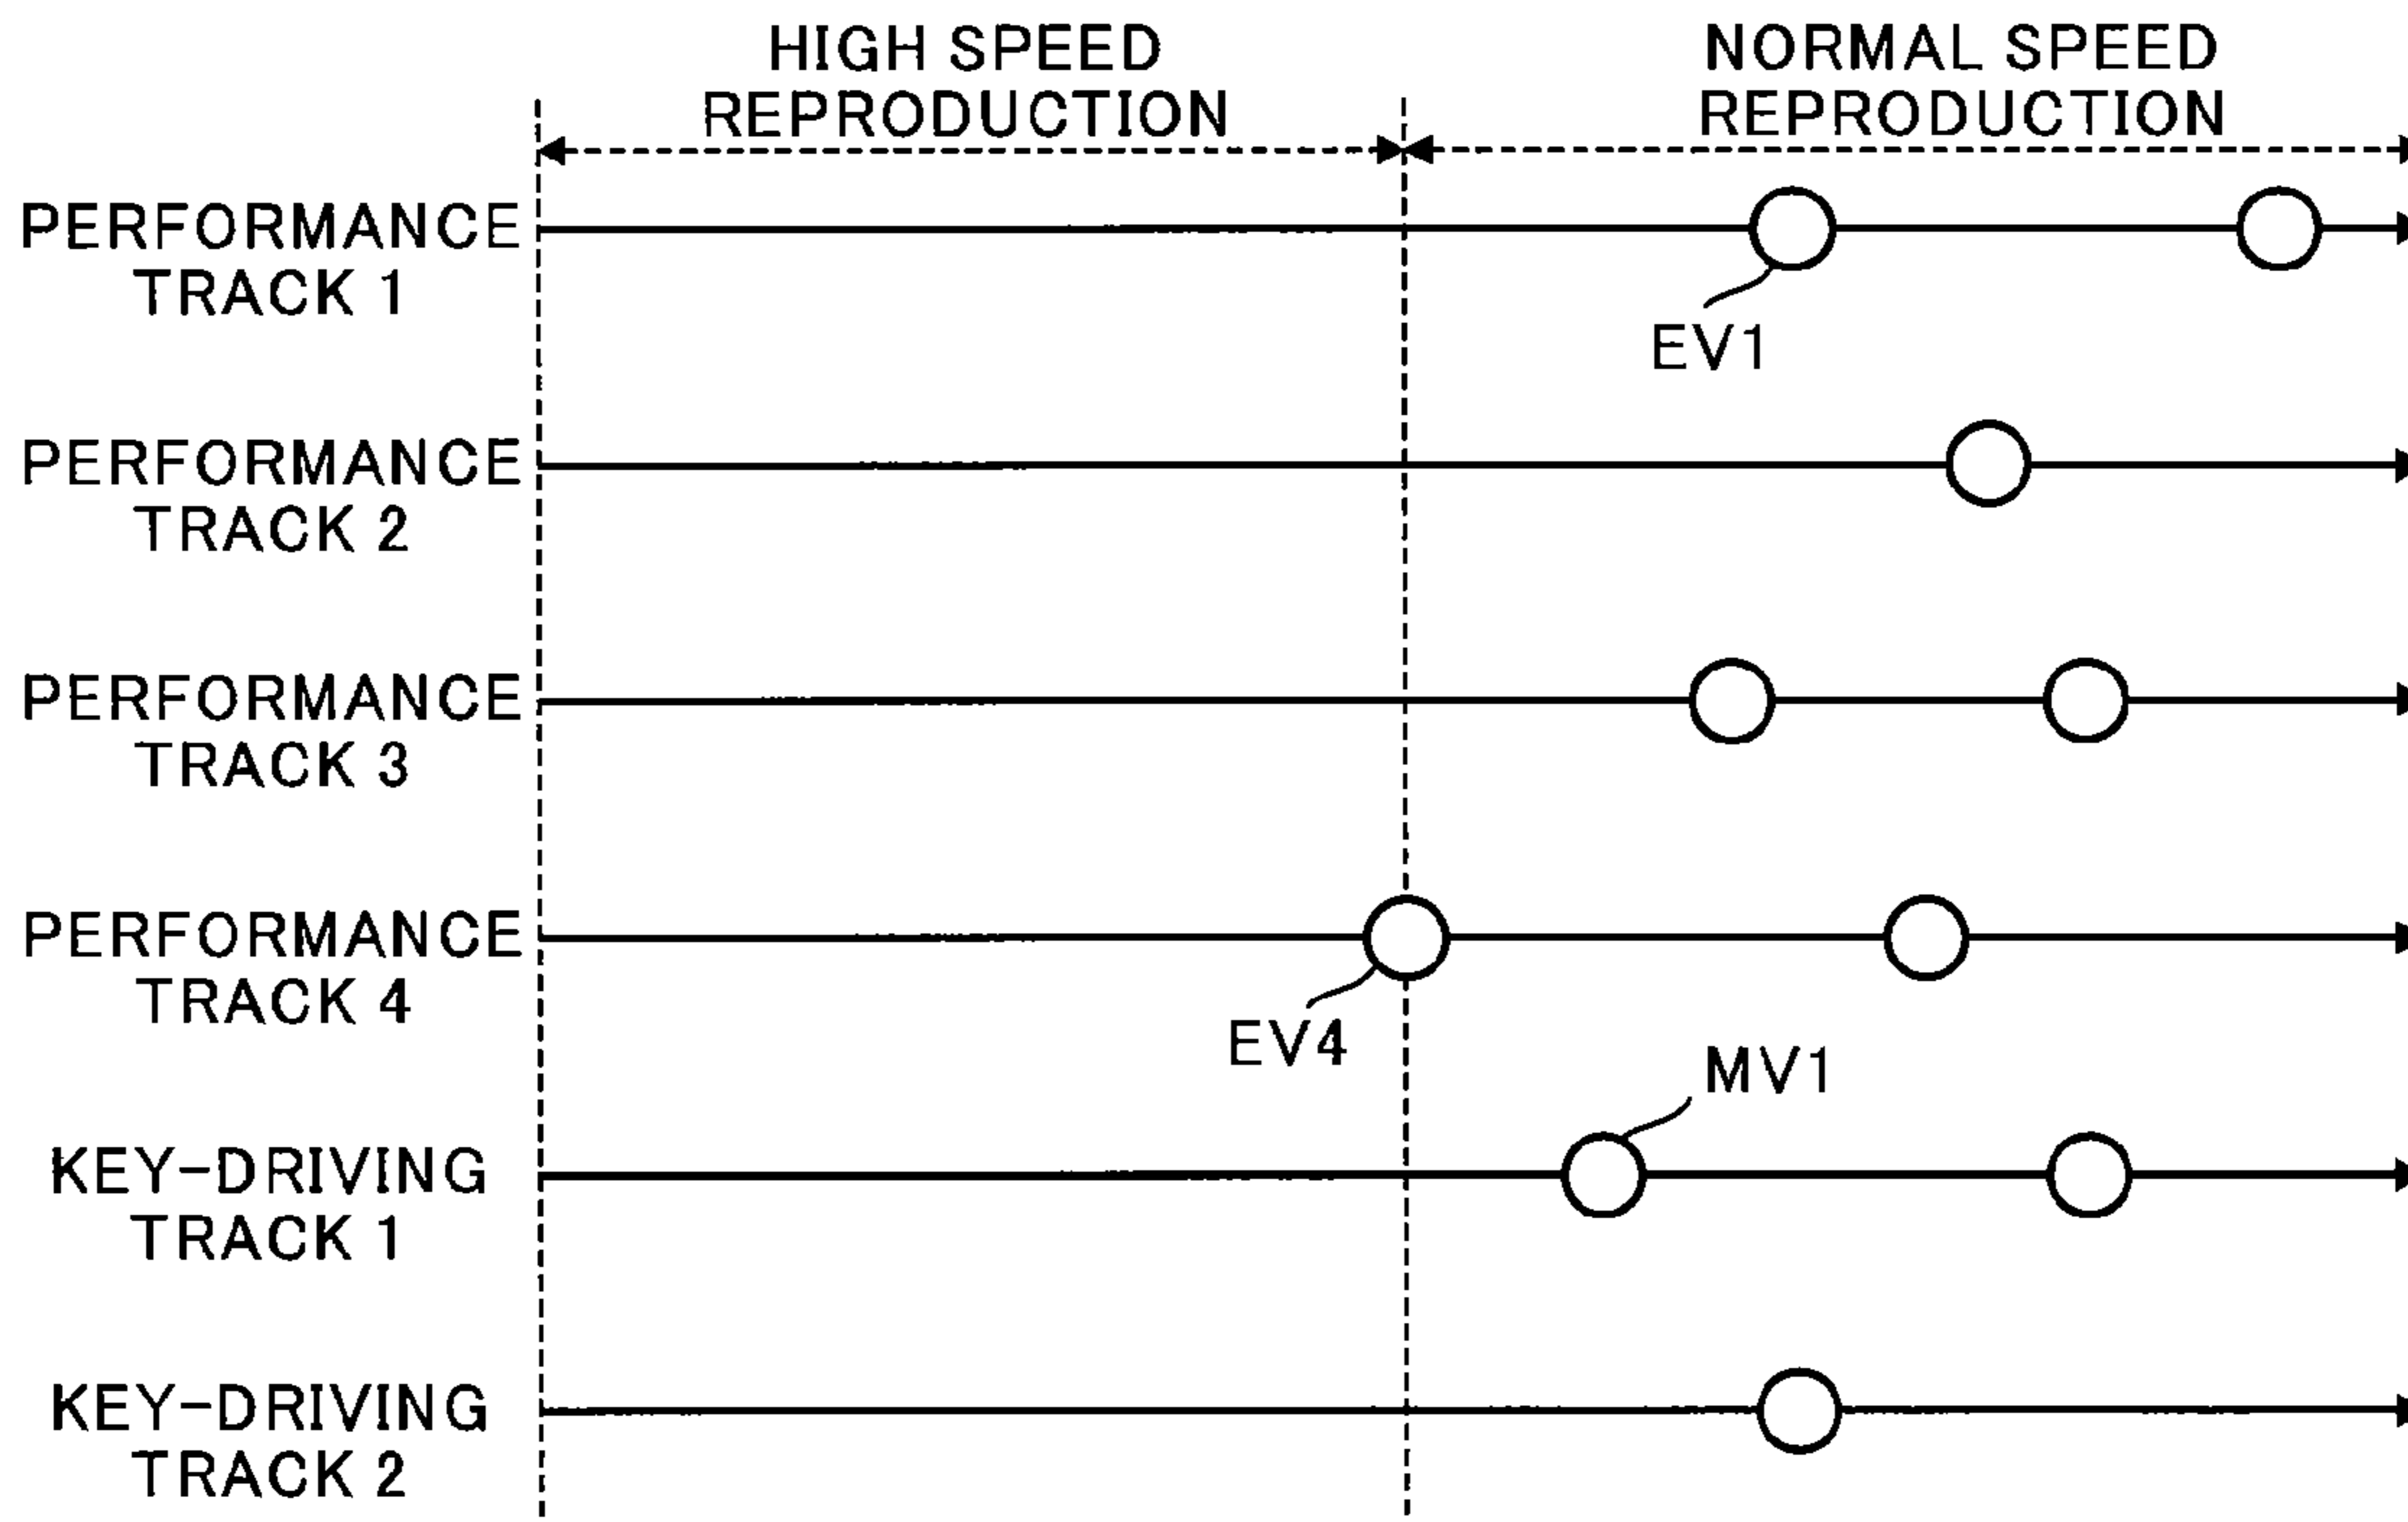 HIGH SPEED
REPRODUCTION
NORMAL SPEED
REPRODUCTION
PERFORMANCE
TRACK 1
EV1
PERFORMANCE
TRACK 2
PERFORMANCE
TRACK 3
PERFORMANCE
TRACK 4
EV4
MV1
KEY-DRIVING
TRACK 1
KEY-DRIVING
TRACK 2